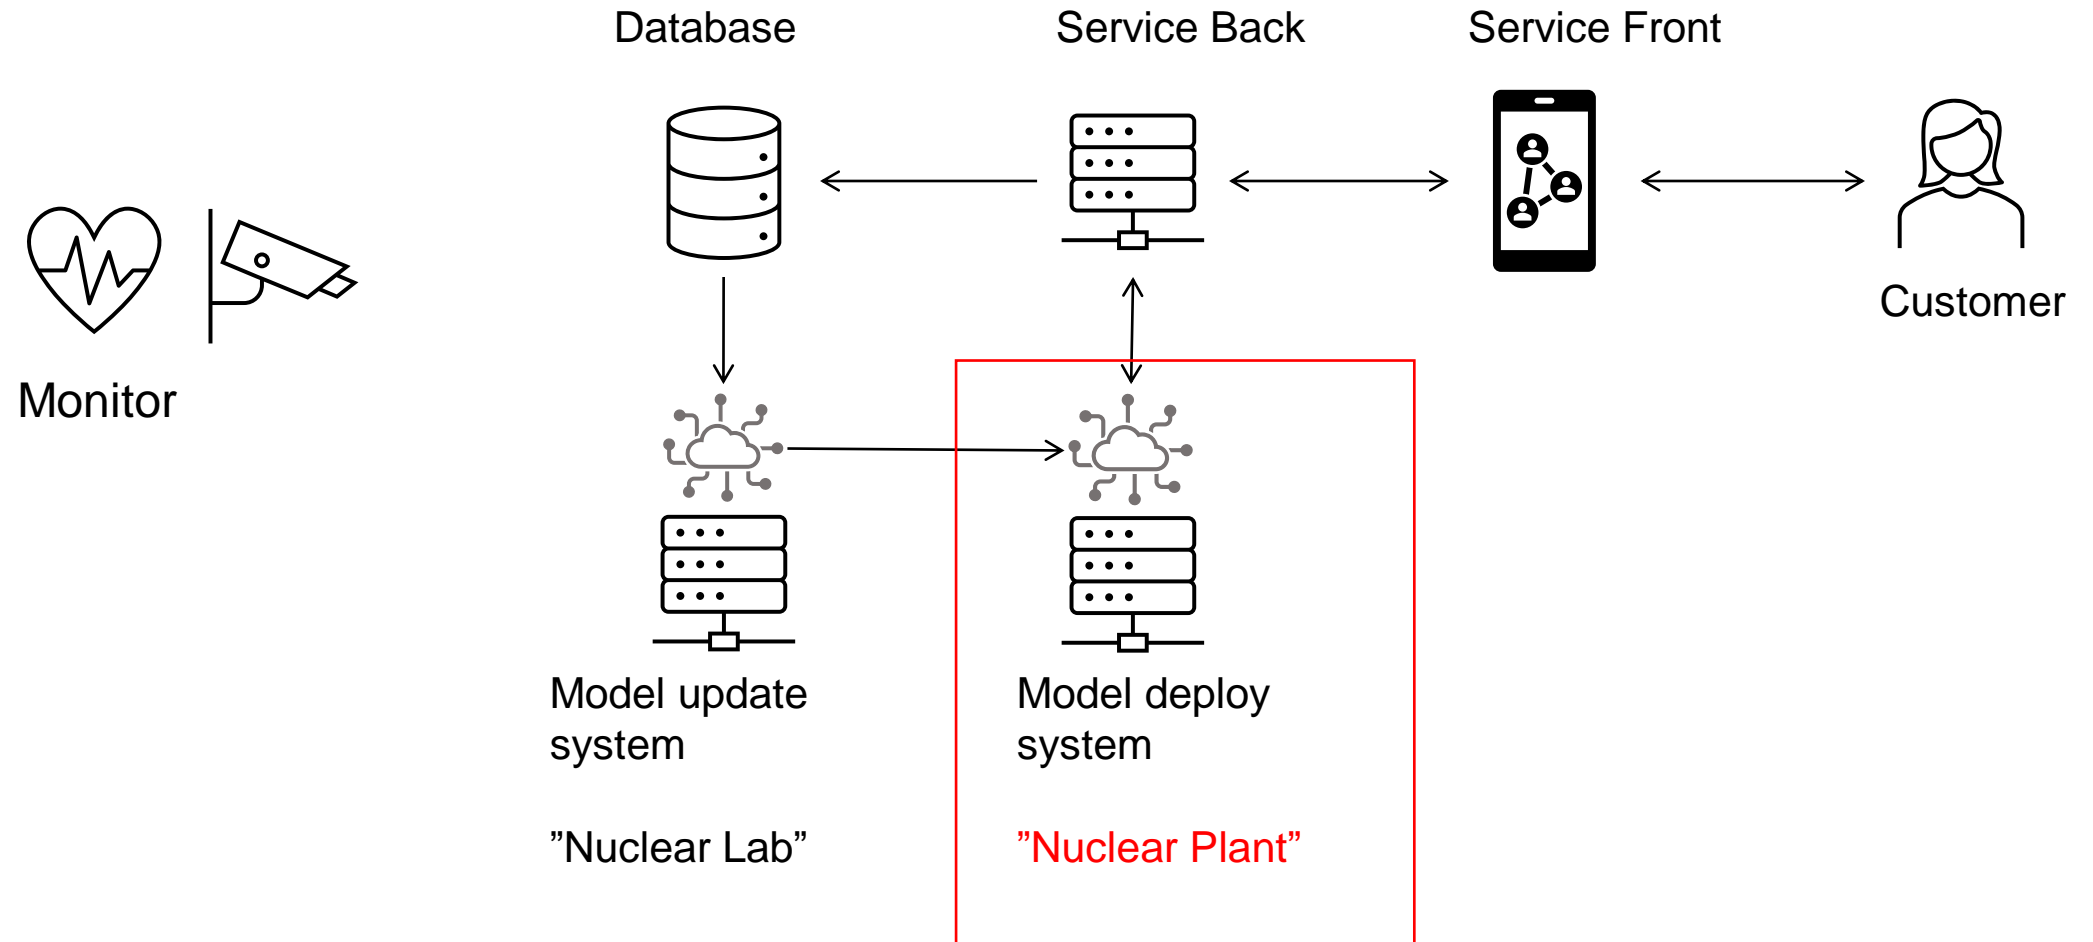 Database
Service Back
Service Front
Customer
Monitor
Model update
system
”Nuclear Lab”
Model deploy
system
”Nuclear Plant”